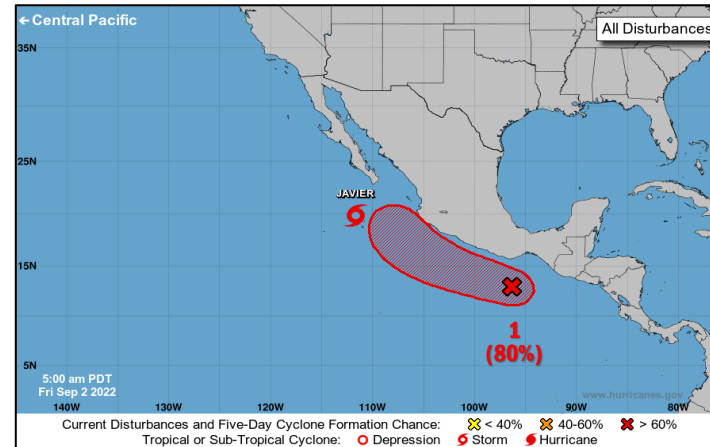 ← Central Pacific
All Disturbances
35N
25N
JAVIER
15N
1
(80%)
5N
5:00 am PDT
Fri Sep 2 2022
www.hurricanes.gov
140W 130W 120W 110W 100W 90W 80W
Current Disturbances and Five-Day Cyclone Formation Chance: < 40% 40-60% > 60%
Tropical or Sub-Tropical Cyclone: Depression Storm Hurricane